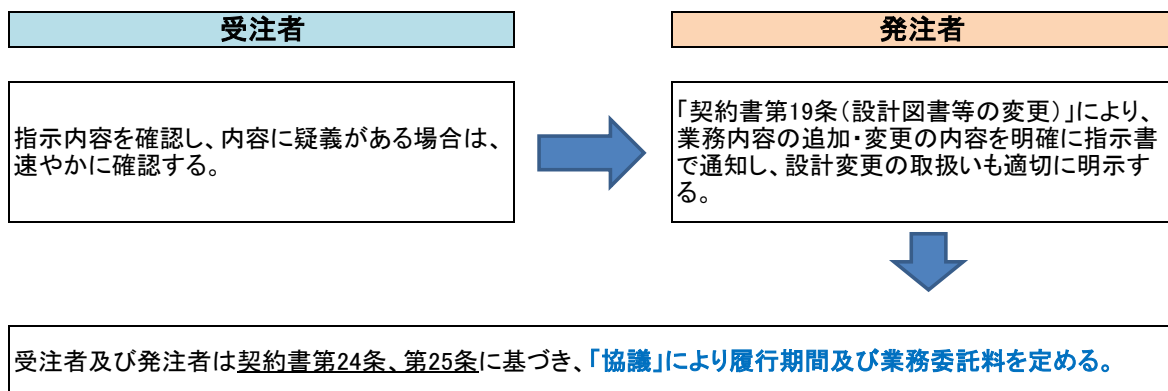 受注者
発注者
指示内容を確認し、内容に疑義がある場合は、
速やかに確認する。
「契約書第19条(設計図書等の変更)」により、
業務内容の追加・変更の内容を明確に指示書
で通知し、設計変更の取扱いも適切に明示す
る。
受注者及び発注者は契約書第24条、第25条に基づき、「協議」により履行期間及び業務委託料を定める。